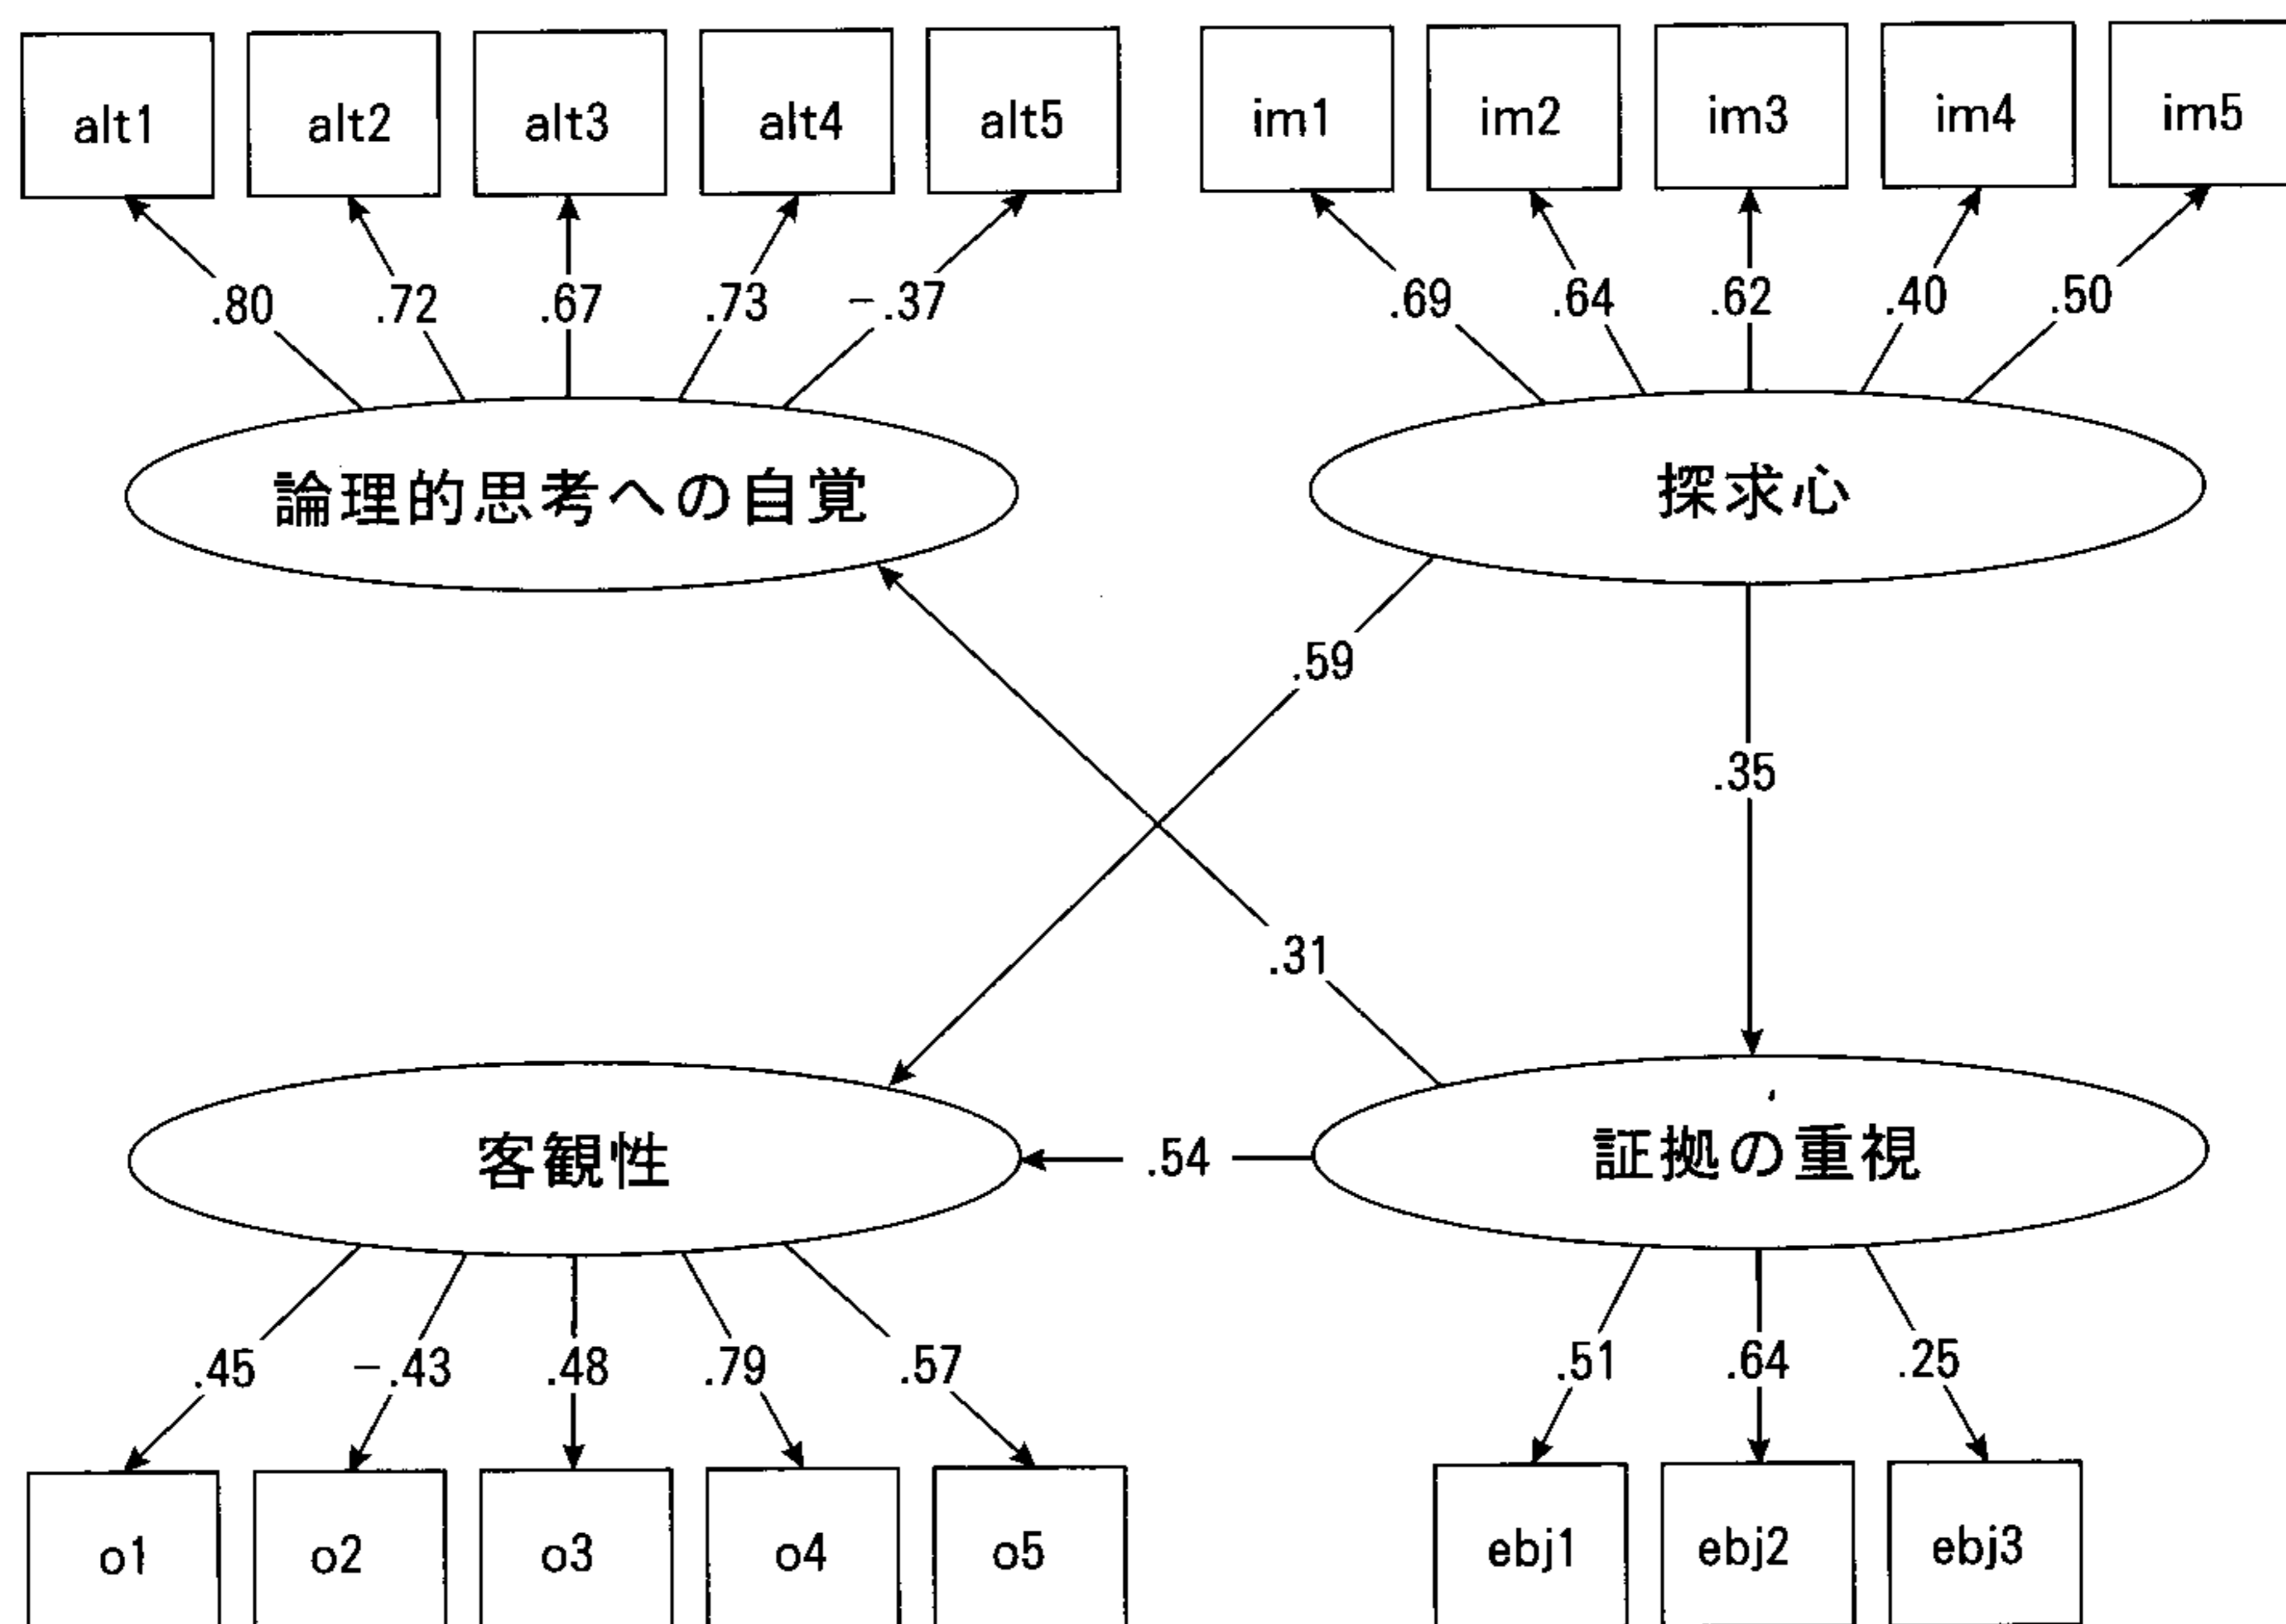 alt1 alt2 alt3 alt4 alt5 im1 im2 im3 im4 im5
.80 .72 .67 .73 −.37 .69 .64 .62 .40 .50
論理的思考への自覚 探求心
.59
.35
.31
客観性 .54 証拠の重視
.45 −.43 .48 .79 .57 .51 .64 .25
o1 o2 o3 o4 o5 ebj1 ebj2 ebj3